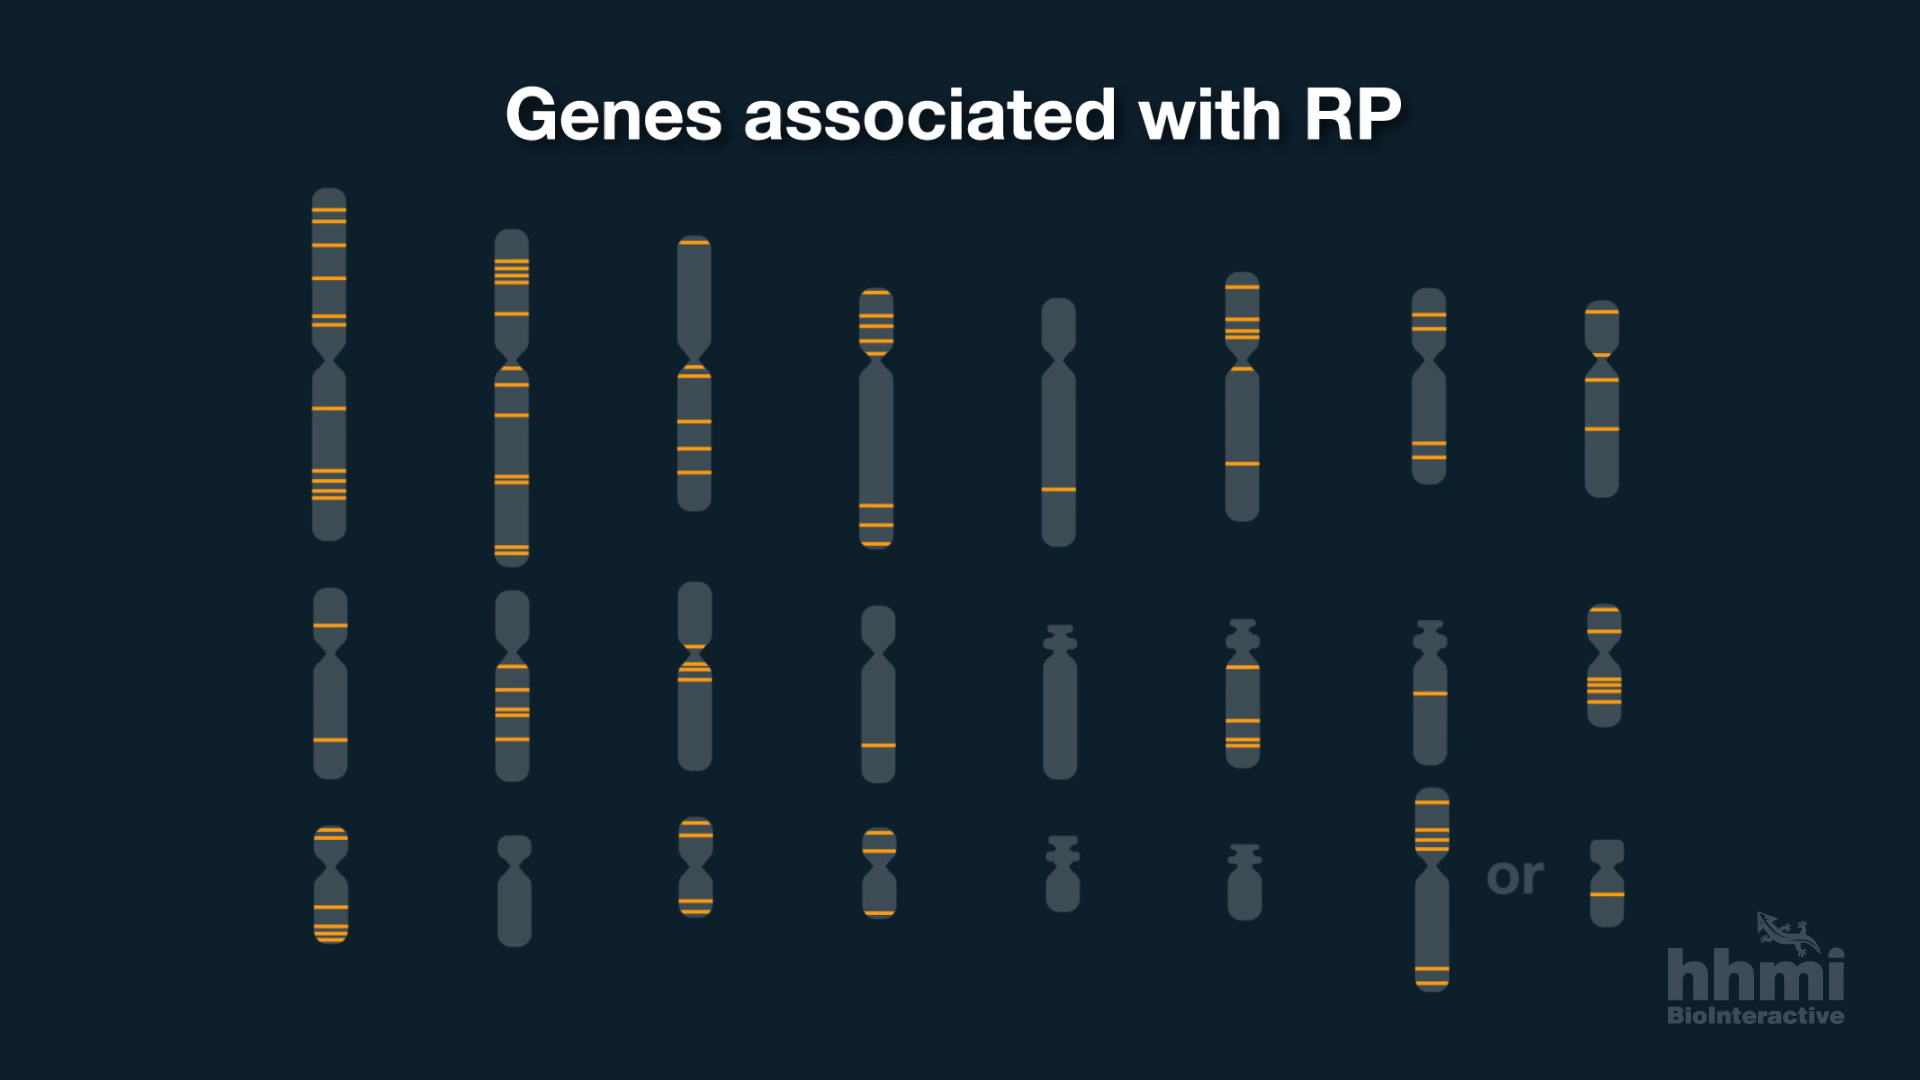 Genes associated with RP
or
hhmi
BioInteractive